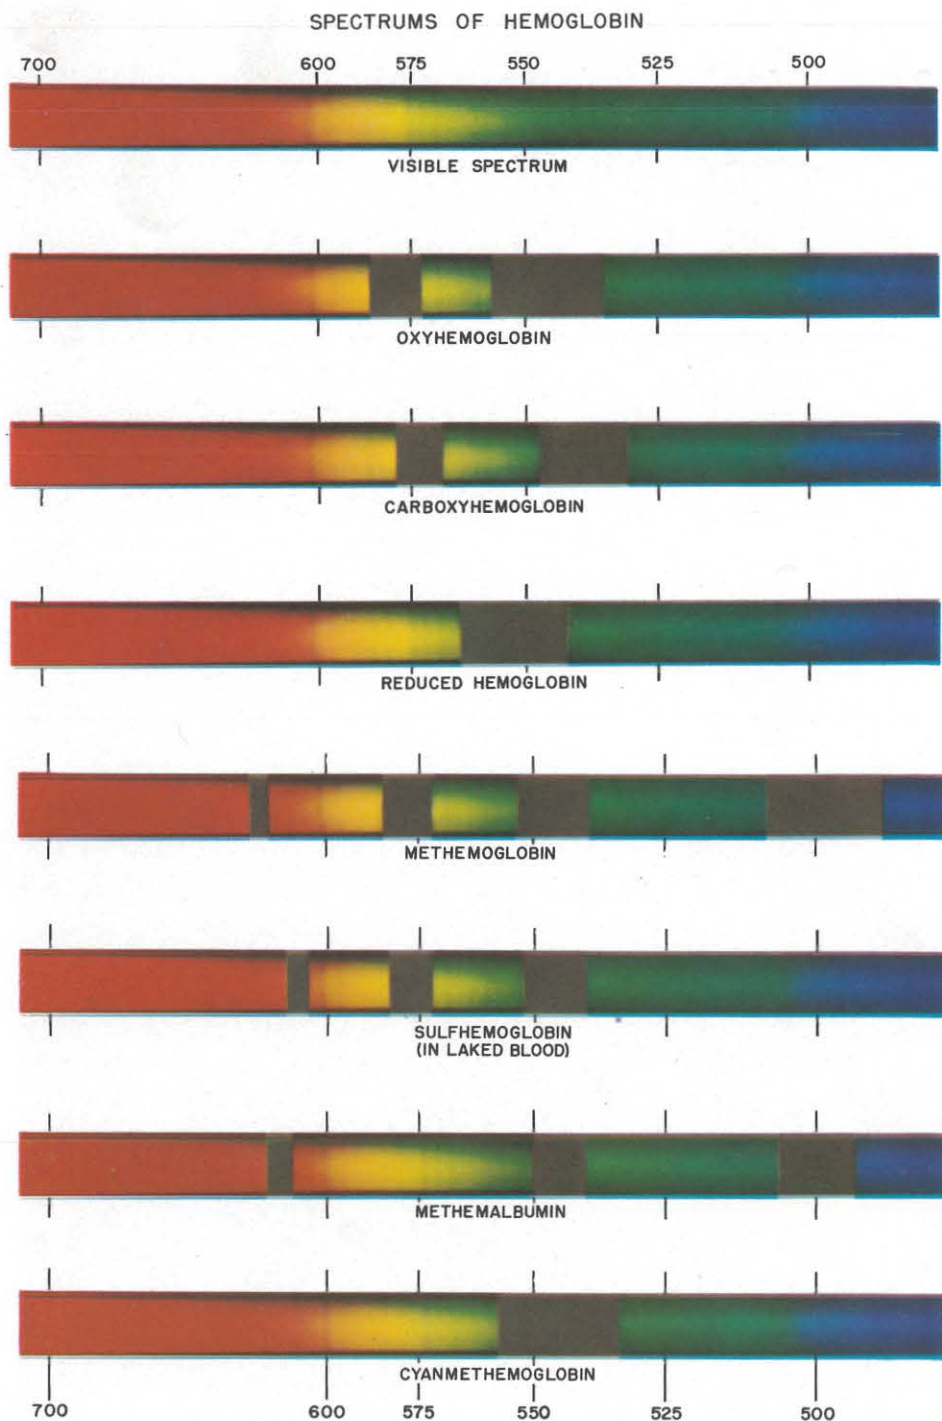 SPECTRUMS OF HEMOGLOBIN
700 600 575 550 525 500
VISIBLE SPECTRUM
OXYHEMOGLOBIN
CARBOXYHEMOGLOBIN
REDUCED HEMOGLOBIN
METHEMOGLOBIN
SULFHEMOGLOBIN
(IN LAKED BLOOD)
METHEMALBUMIN
CYANMETHEMOGLOBIN
700 600 575 550 525 500